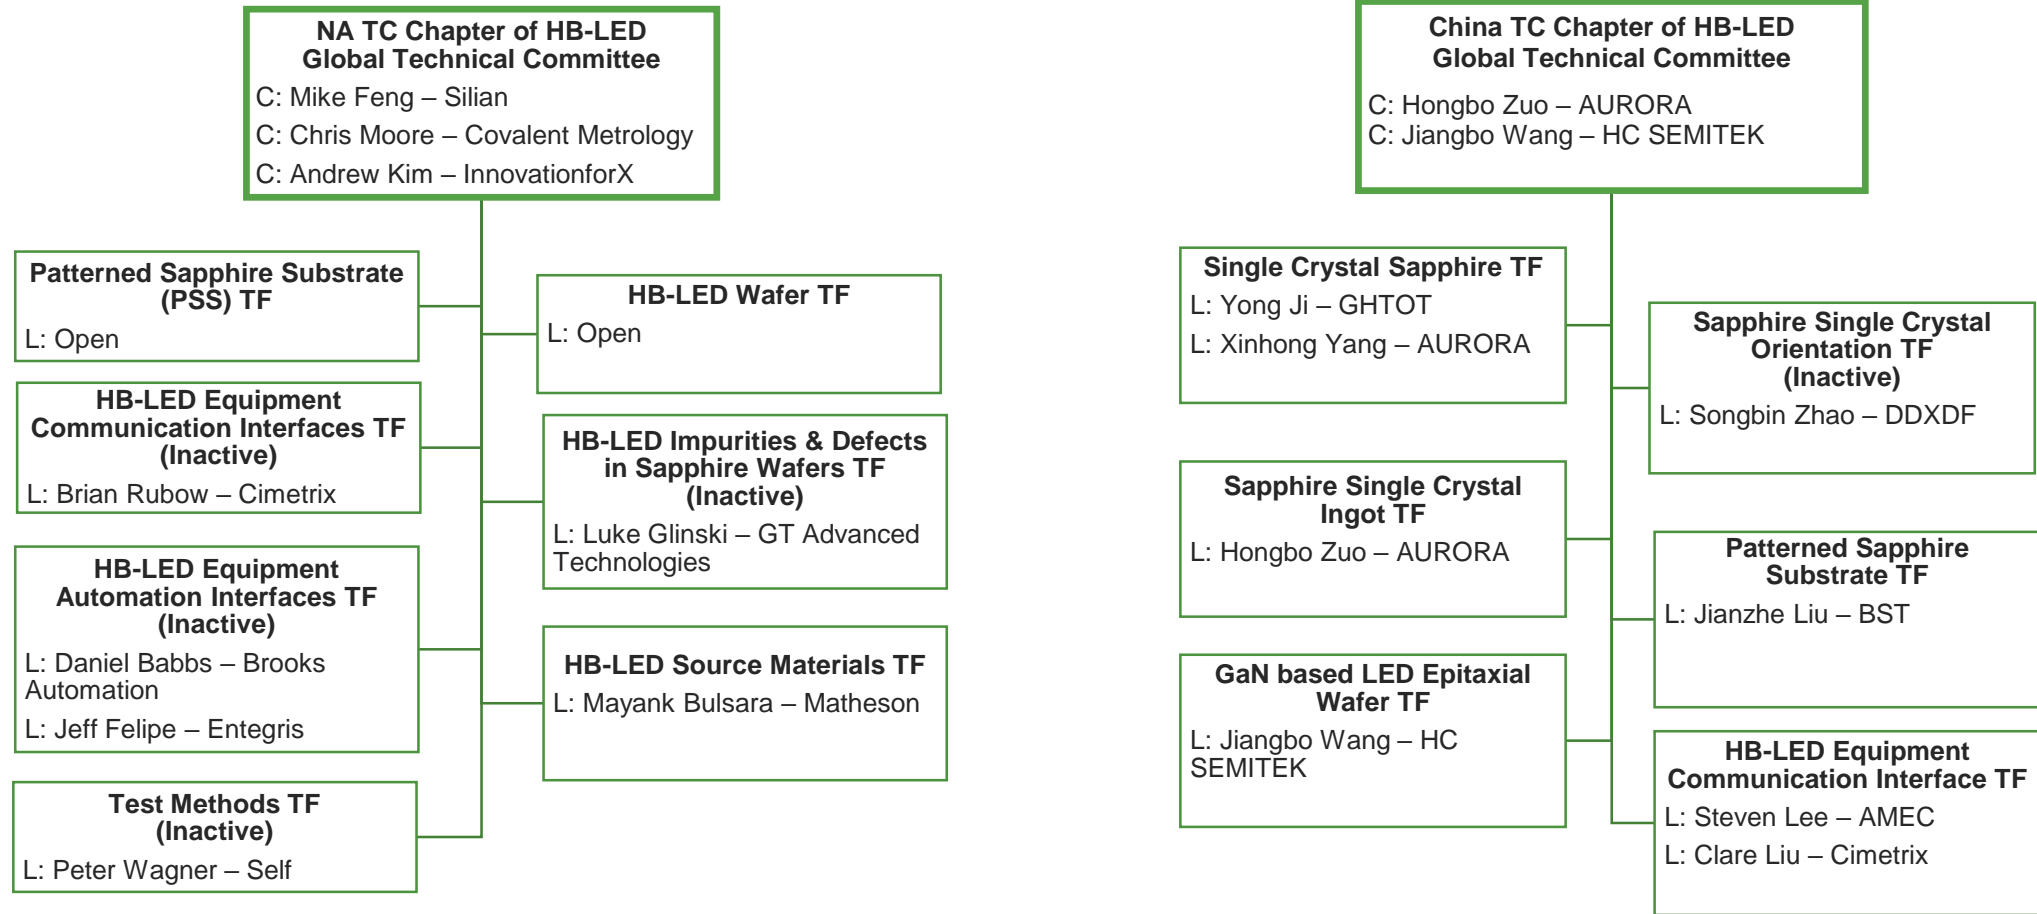 NA TC Chapter of HB-LED
Global Technical Committee
C: Mike Feng – Silian
C: Chris Moore – Covalent Metrology
C: Andrew Kim – InnovationforX
Patterned Sapphire Substrate
(PSS) TF
L: Open
HB-LED Wafer TF
L: Open
HB-LED Equipment
Communication Interfaces TF
(Inactive)
L: Brian Rubow – Cimetrix
HB-LED Impurities & Defects
in Sapphire Wafers TF
(Inactive)
L: Luke Glinski – GT Advanced
Technologies
HB-LED Equipment
Automation Interfaces TF
(Inactive)
L: Daniel Babbs – Brooks
Automation
L: Jeff Felipe – Entegris
HB-LED Source Materials TF
L: Mayank Bulsara – Matheson
Test Methods TF
(Inactive)
L: Peter Wagner – Self
China TC Chapter of HB-LED
Global Technical Committee
C: Hongbo Zuo – AURORA
C: Jiangbo Wang – HC SEMITEK
Single Crystal Sapphire TF
L: Yong Ji – GHTOT
L: Xinhong Yang – AURORA
Sapphire Single Crystal
Orientation TF
(Inactive)
L: Songbin Zhao – DDXDF
Sapphire Single Crystal
Ingot TF
L: Hongbo Zuo – AURORA
Patterned Sapphire
Substrate TF
L: Jianzhe Liu – BST
GaN based LED Epitaxial
Wafer TF
L: Jiangbo Wang – HC
SEMITEK
HB-LED Equipment
Communication Interface TF
L: Steven Lee – AMEC
L: Clare Liu – Cimetrix